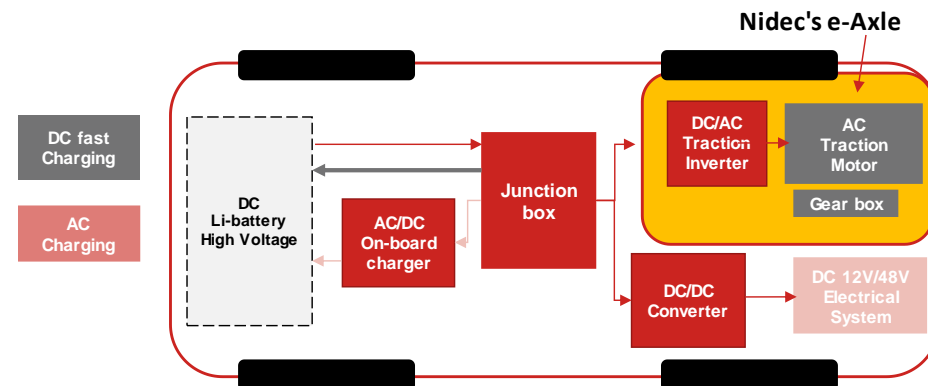 Nidec's e-Axle
DC fast
Charging
AC
Charging
DC
Li-battery
High Voltage
AC/DC
On-board
charger
Junction
box
DC/AC
Traction
Inverter
AC
Traction
Motor
Gear box
DC/DC
Converter
DC 12V/48V
Electrical
System